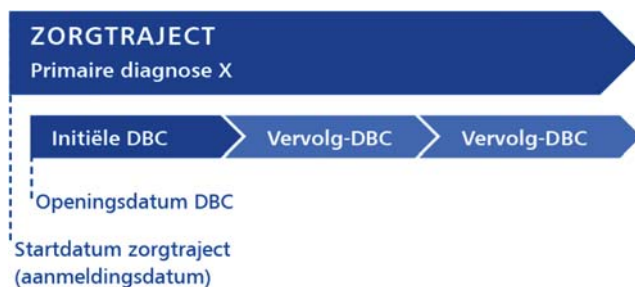 ZORGTRAJECT
Primaire diagnose X
Initiële DBC
Vervolg-DBC
Vervolg-DBC
Openingsdatum DBC
Startdatum zorgtraject
(aanmeldingsdatum)